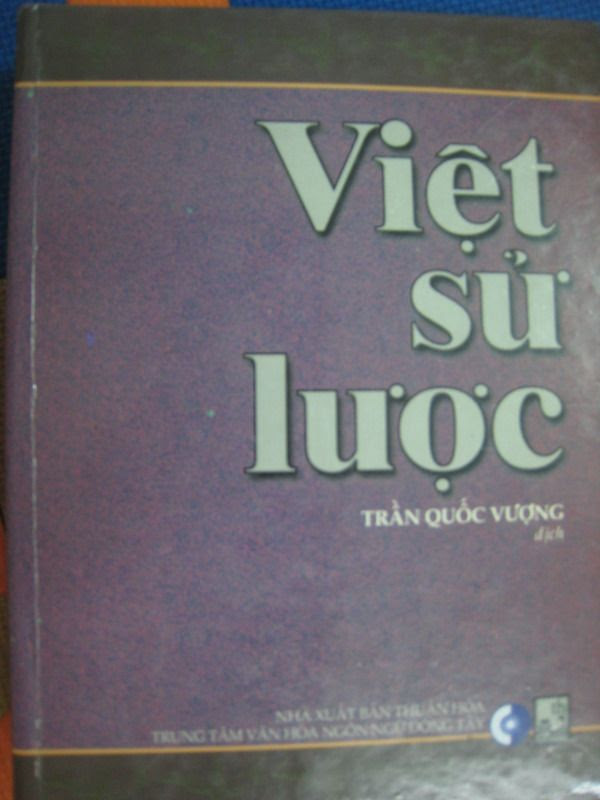 Việt
sử
lược
TRẦN QUỐC VƯỢNG
dịch
NHÀ XUẤT BẢN THUẬN HÓA
TRUNG TÂM VĂN HÓA NGÔN NGỮ ĐÔNG TÂY